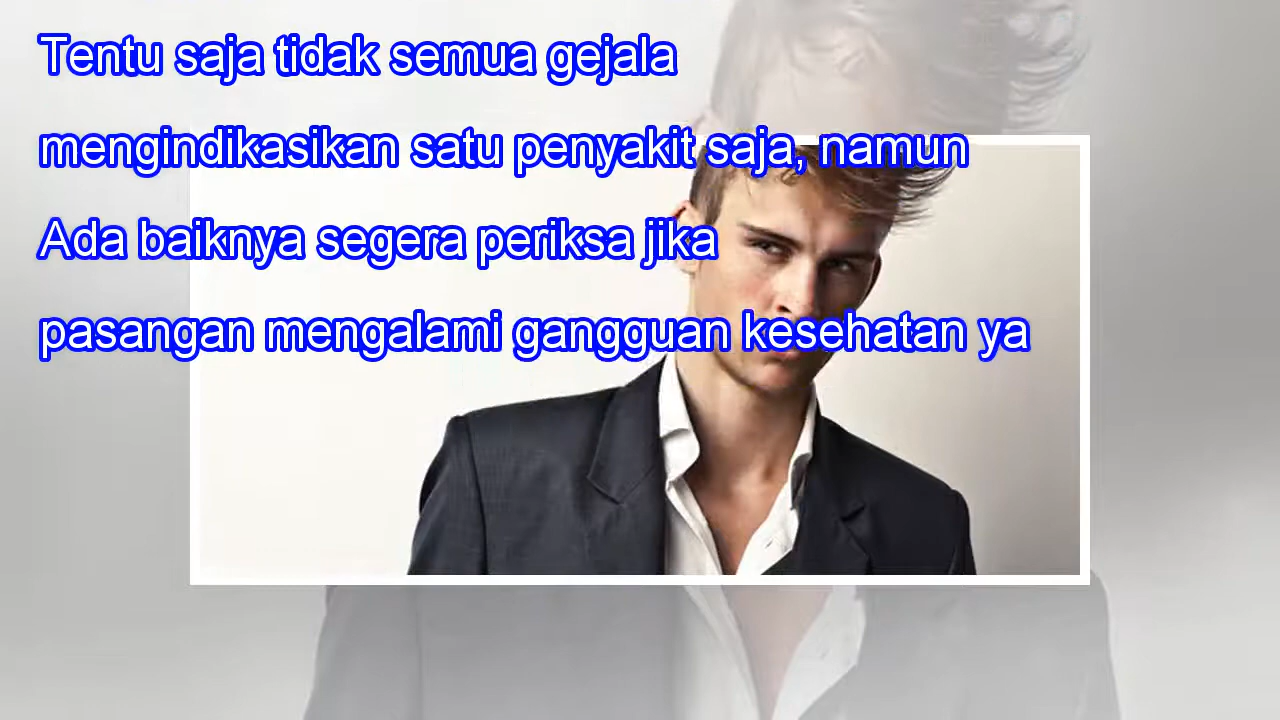 Tentu saja tidak semua gejala
mengindikasikan satu penyakit saja, namun
Ada baiknya segera periksa jika
pasangan mengalami gangguan kesehatan ya